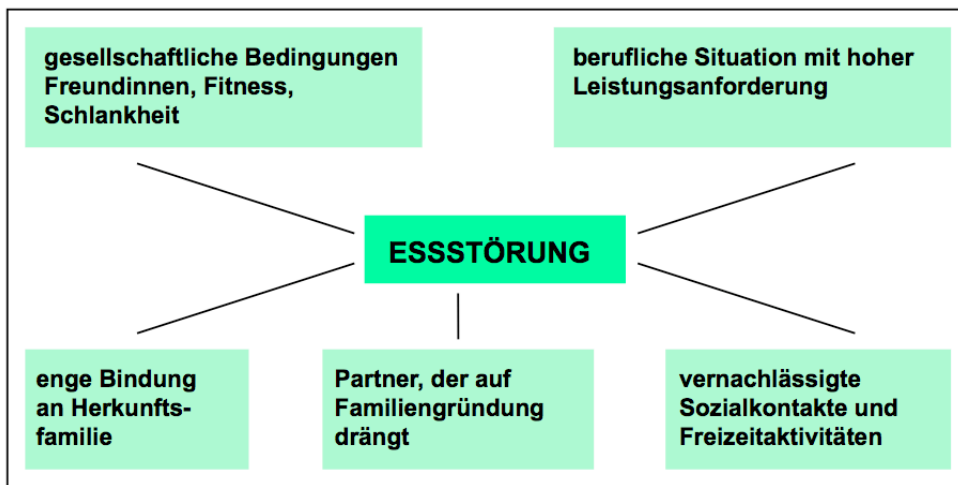 gesellschaftliche Bedingungen
Freundinnen, Fitness,
Schlankheit
berufliche Situation mit hoher
Leistungsanforderung
ESSSTÖRUNG
enge Bindung
an Herkunfts-
familie
Partner, der auf
Familiengründung
drängt
vernachlässigte
Sozialkontakte und
Freizeitaktivitäten